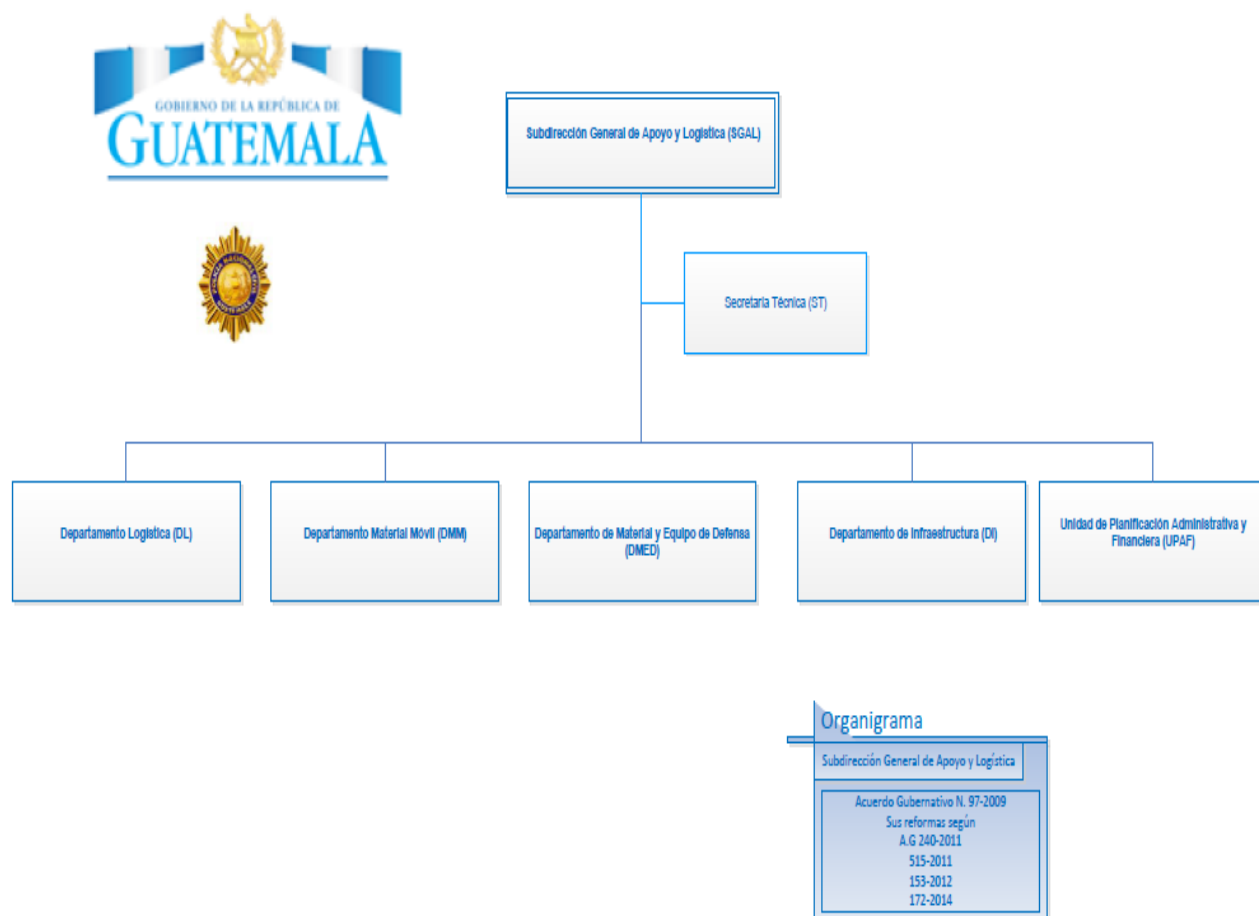 GOBIERNO DE LA REPÚBLICA DE
GUATEMALA
Subdirección General de Apoyo y Logística (SGAL)
Secretaria Técnica (ST)
Departamento Logística (DL)
Departamento Material Móvil (DMM)
Departamento de Material y Equipo de Defensa
(DMED)
Departamento de Infraestructura (DI)
Unidad de Planificación Administrativa y
Financiera (UPAF)
Organigrama
Subdirección General de Apoyo y Logística
Acuerdo Gubernativo N. 97-2009
Sus reformas según
A.G 240-2011
515-2011
153-2012
172-2014